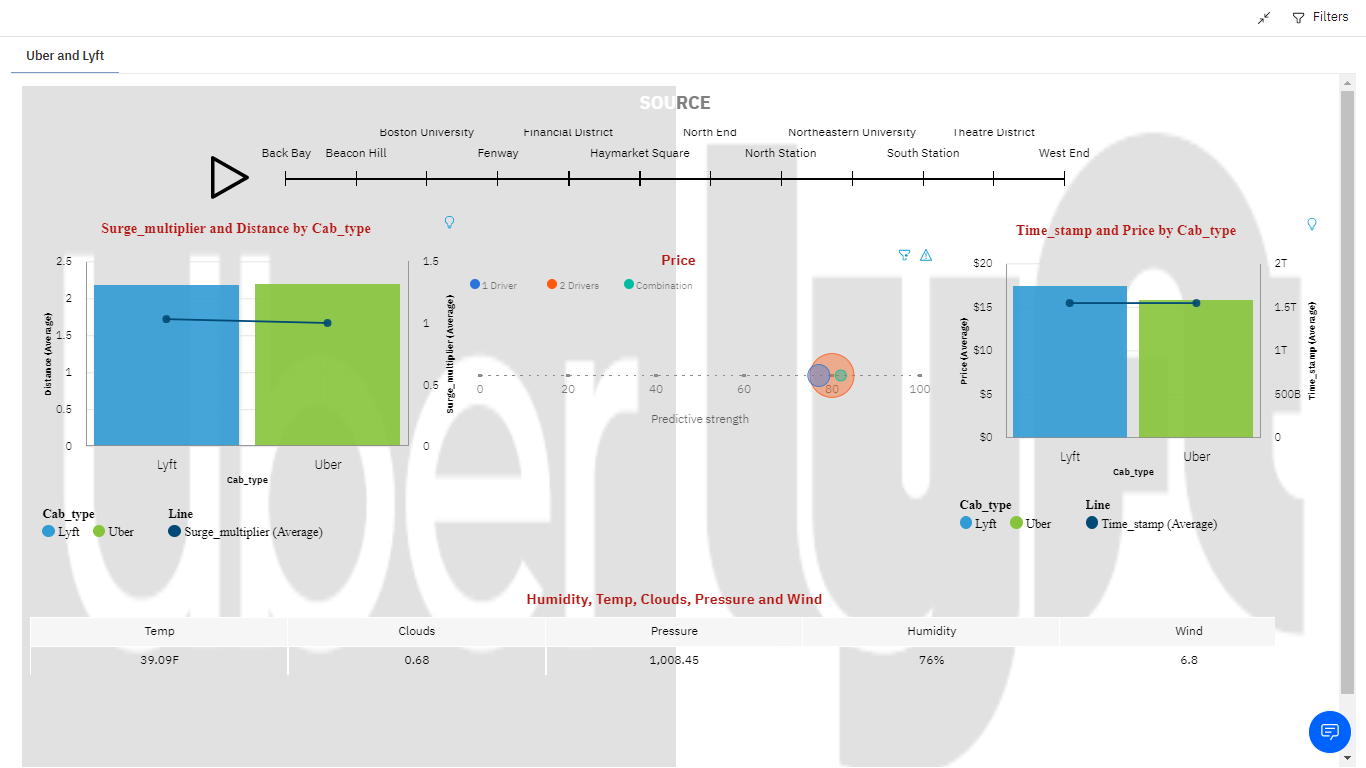 Filters
Uber and Lyft
SOURCE
Boston University Financial District North End Northeastern University Theatre District
Back Bay Beacon Hill Fenway Haymarket Square North Station South Station West End
Surge_multiplier and Distance by Cab_type
2.5
2
1.5
1
0.5
0
Distance (Average)
1.5
1
0.5
0
Surge_multiplier (Average)
Lyft Uber
Cab_type
Cab_type Line
Lyft Uber Surge_multiplier (Average)
Price
1 Driver 2 Drivers Combination
0 20 40 60 80 100
Predictive strength
Time_stamp and Price by Cab_type
$20
$15
$10
$5
$0
Price (Average)
2T
1.5T
1T
500B
0
Time_stamp (Average)
Lyft Uber
Cab_type
Cab_type Line
Lyft Uber Time_stamp (Average)
uber lyft
Humidity, Temp, Clouds, Pressure and Wind
Temp Clouds Pressure Humidity Wind
39.09F 0.68 1,008.45 76% 6.8